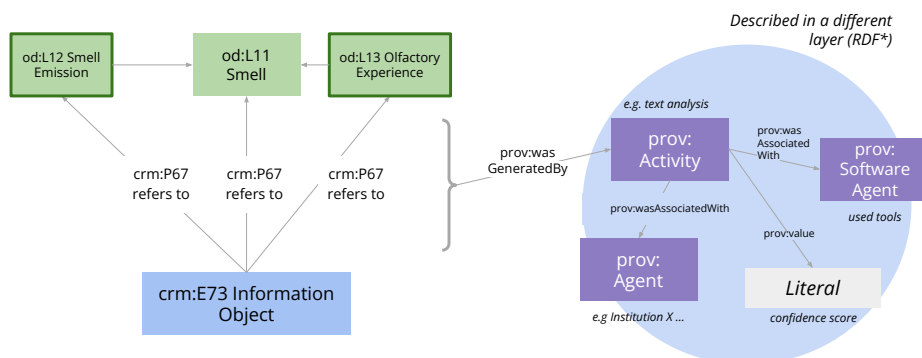 Described in a different
layer (RDF*)
od:L12 Smell
Emission
od:L11
Smell
od:L13 Olfactory
Experience
e.g. text analysis
prov:
Activity
prov:was
Associated
With
prov:
Software
Agent
used tools
prov:was
GeneratedBy
crm:P67
refers to
crm:P67
refers to
crm:P67
refers to
prov:wasAssociatedWith
prov:value
prov:
Agent
e.g Institution X ...
Literal
confidence score
crm:E73 Information
Object